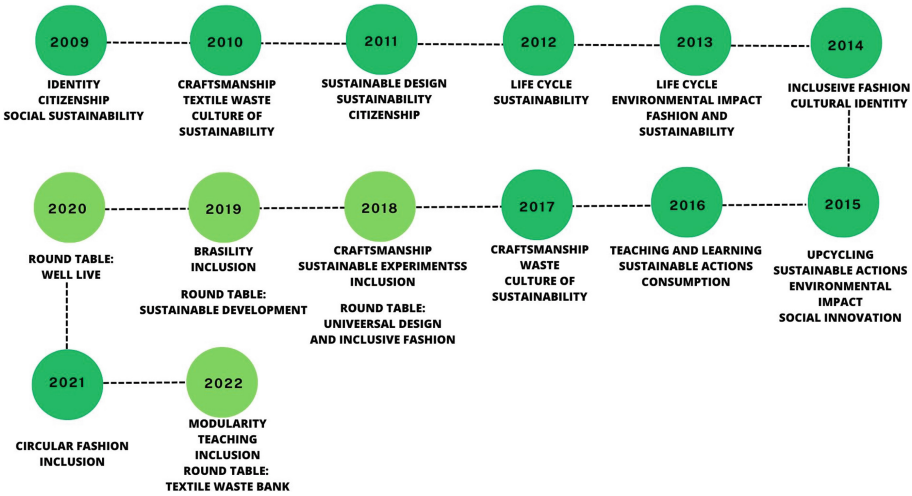 2009
IDENTITY
CITIZENSHIP
SOCIAL SUSTAINABILITY
2010
CRAFTSMANSHIP
TEXTILE WASTE
CULTURE OF
SUSTAINABILITY
2011
SUSTAINABLE DESIGN
SUSTAINABILITY
CITIZENSHIP
2012
LIFE CYCLE
SUSTAINABILITY
2013
LIFE CYCLE
ENVIRONMENTAL IMPACT
FASHION AND
SUSTAINABILITY
2014
INCLUSEIVE FASHION
CULTURAL IDENTITY
2015
UPCYCLING
SUSTAINABLE ACTIONS
ENVIRONMENTAL
IMPACT
SOCIAL INNOVATION
2016
TEACHING AND LEARNING
SUSTAINABLE ACTIONS
CONSUMPTION
2017
CRAFTSMANSHIP
WASTE
CULTURE OF
SUSTAINABILITY
2018
CRAFTSMANSHIP
SUSTAINABLE EXPERIMENTSS
INCLUSION
ROUND TABLE:
UNIVEERSAL DESIGN
AND INCLUSIVE FASHION
2019
BRASILITY
INCLUSION
ROUND TABLE:
SUSTAINABLE DEVELOPMENT
2020
ROUND TABLE:
WELL LIVE
2021
CIRCULAR FASHION
INCLUSION
2022
MODULARITY
TEACHING
INCLUSION
ROUND TABLE:
TEXTILE WASTE BANK